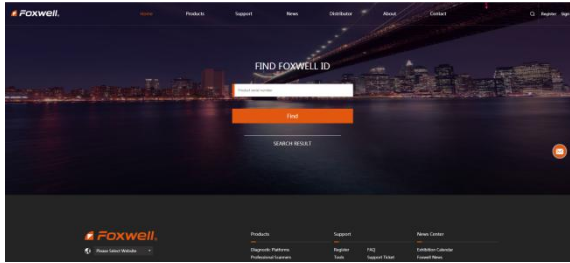 Foxwell.
Home Products Support News Distributor About Contact Register Sign
FIND FOXWELL ID
Product serial number
Find
SEARCH RESULT
Foxwell.
Please Select Website
Products Support News Center
Diagnostic Platforms Register FAQ Exhibition Calendar
Professional Scanners Tools Support Ticket Foxwell News